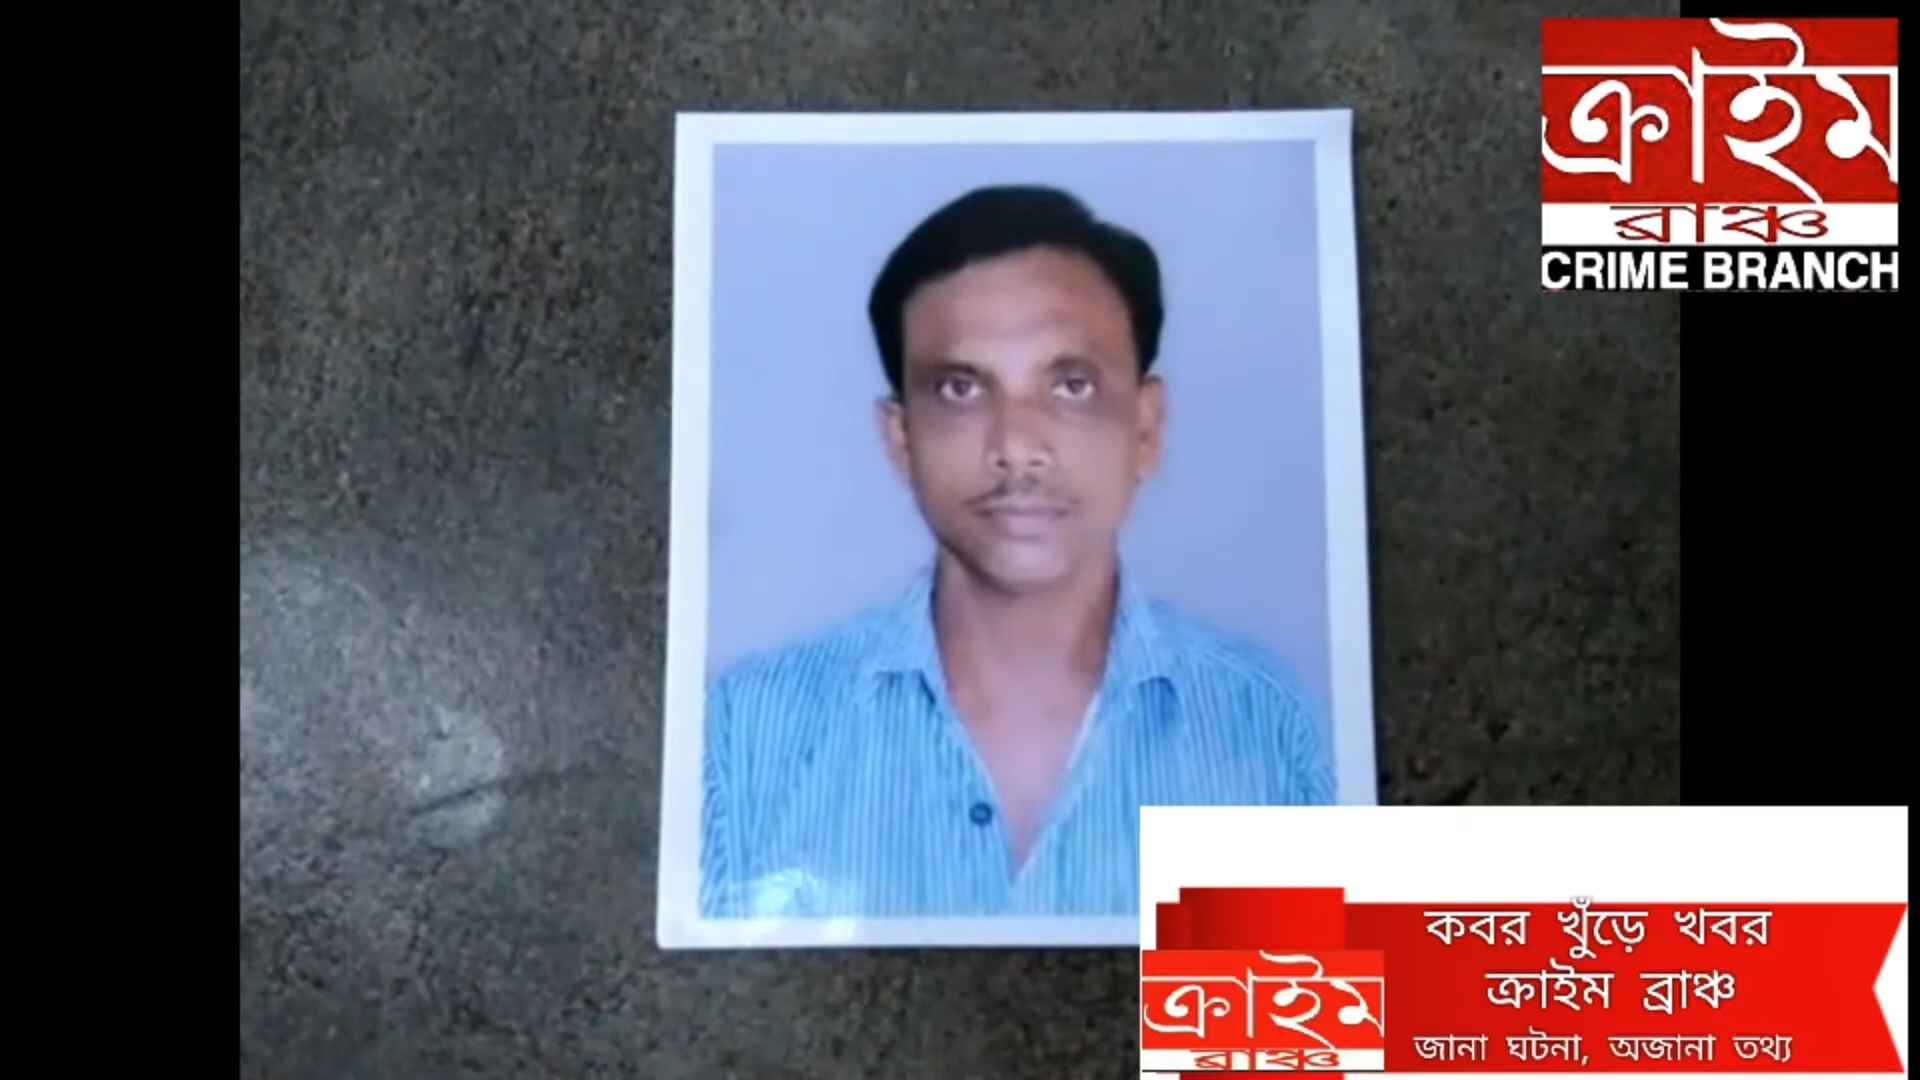 ক্রাইম
ব্রাঞ্চ
CRIME BRANCH
কবর খুঁড়ে খবর
ক্রাইম ব্রাঞ্চ
জানা ঘটনা, অজানা তথ্য
ক্রাইম
ব্রাঞ্চ